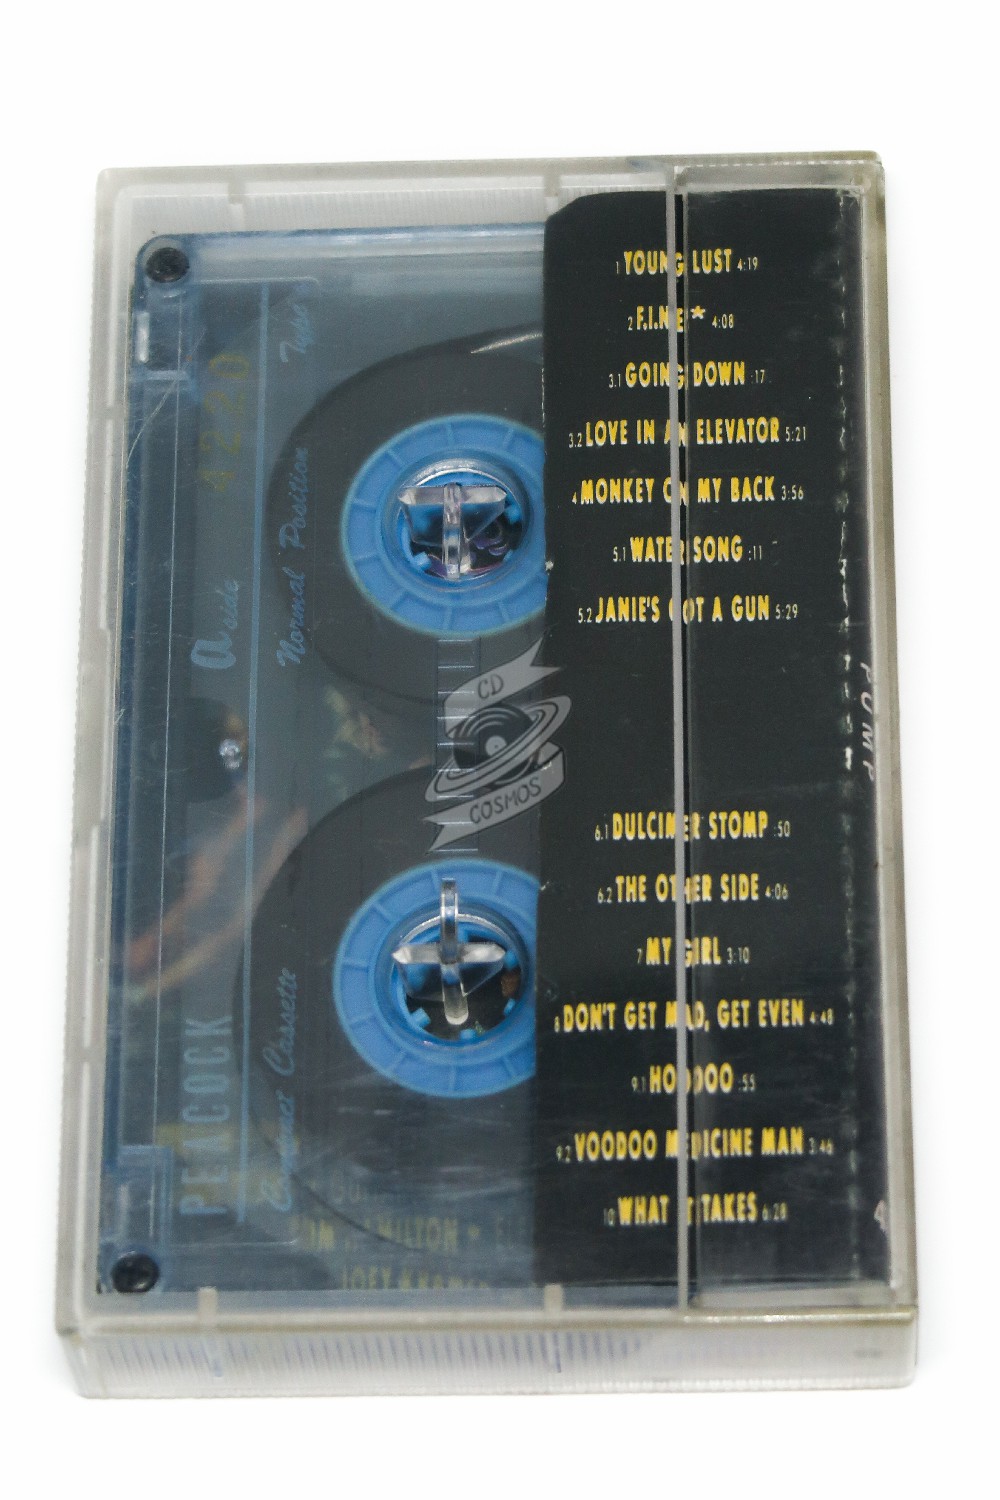 1 YOUNG LUST 4:19
2 F.I.N.E.* 4:08
3.1 GOING DOWN :17
3.2 LOVE IN AN ELEVATOR 5:21
4 MONKEY ON MY BACK 3:56
5.1 WATER SONG :11
5.2 JANIE'S GOT A GUN 5:29
6.1 DULCIMER STOMP :50
6.2 THE OTHER SIDE 4:06
7 MY GIRL 3:10
8 DON'T GET MAD, GET EVEN 4:48
9.1 HOODOO :55
9.2 VOODOO MEDICINE MAN 3:46
10 WHAT IT TAKES 6:28
PUMP
4
4220
a side
Normal Position Type
PEACOCK
Compact Cassette
HAMILTON *
JOEY
CD
COSMOS